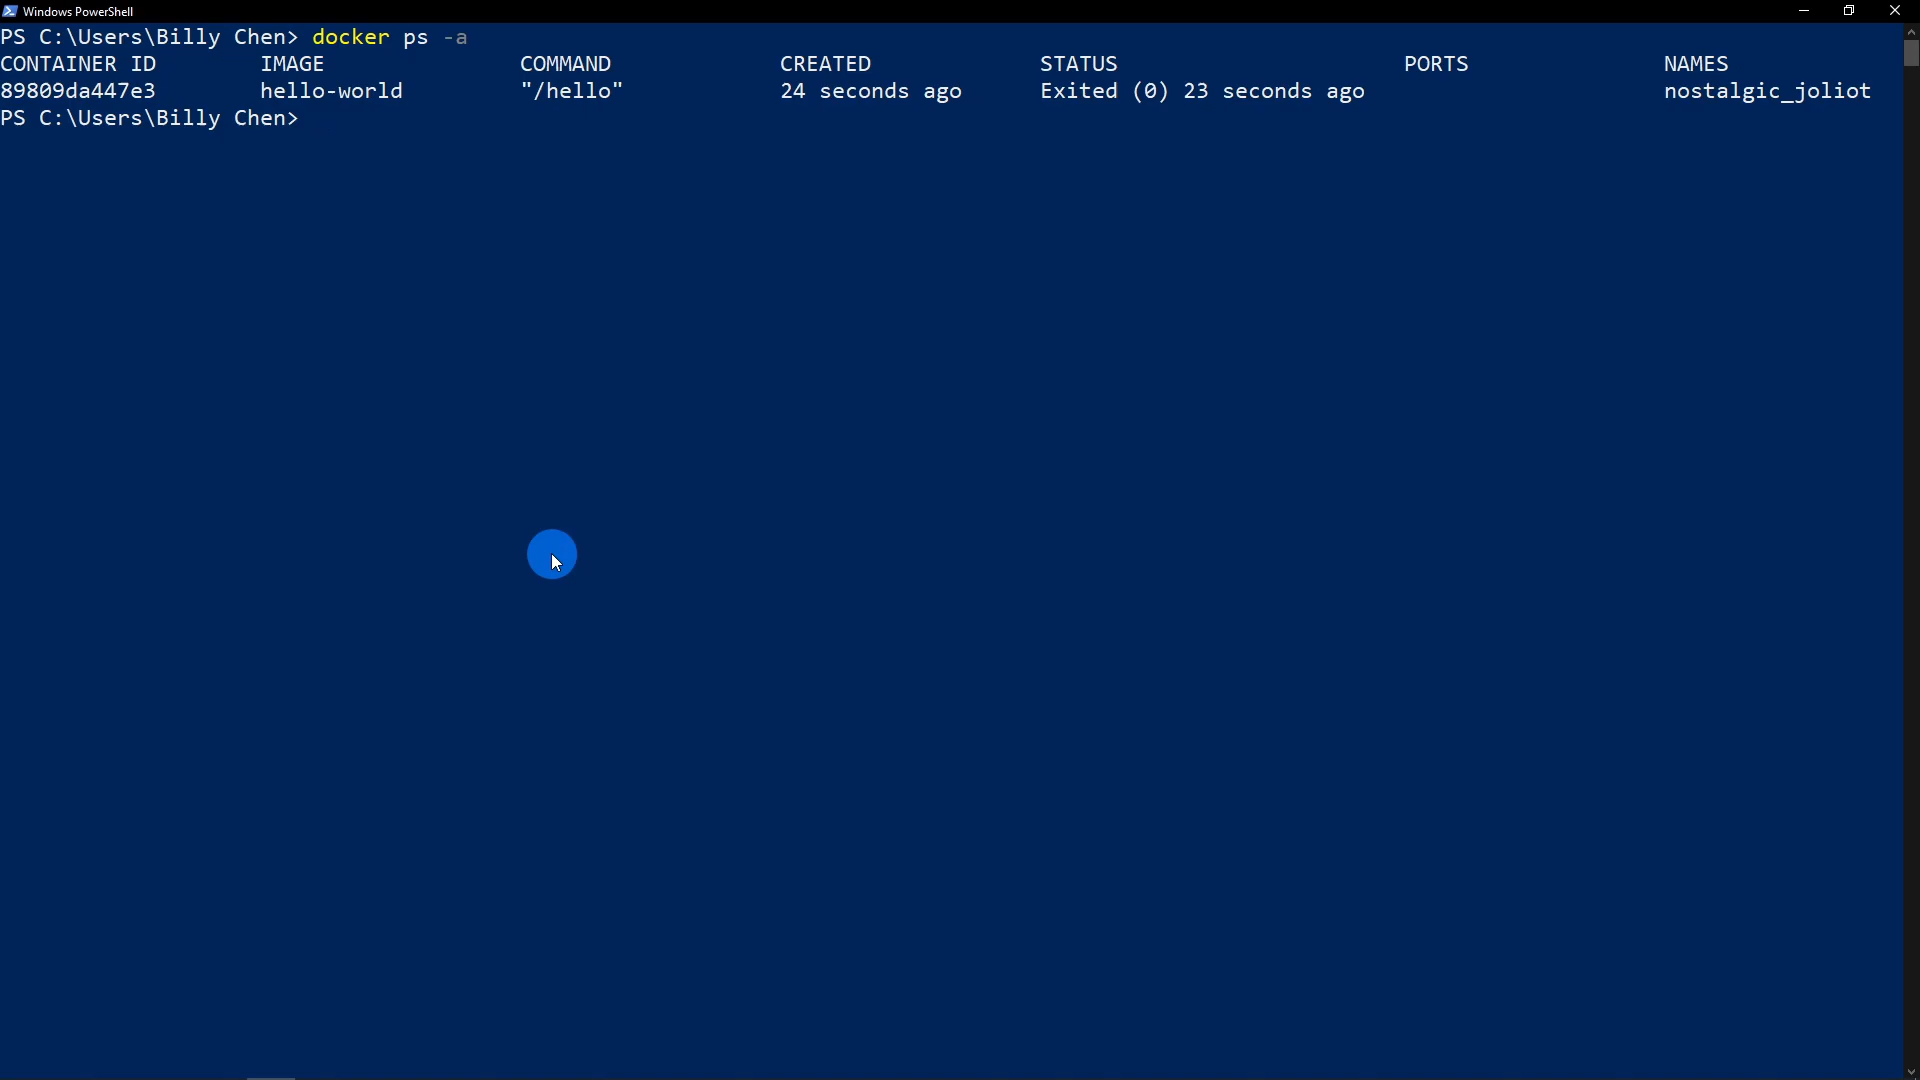 Windows PowerShell
PS C:\Users\Billy Chen> docker ps -a
CONTAINER ID        IMAGE               COMMAND             CREATED             STATUS                      PORTS               NAMES
89809da447e3        hello-world         "/hello"            24 seconds ago      Exited (0) 23 seconds ago                       nostalgic_joliot
PS C:\Users\Billy Chen>